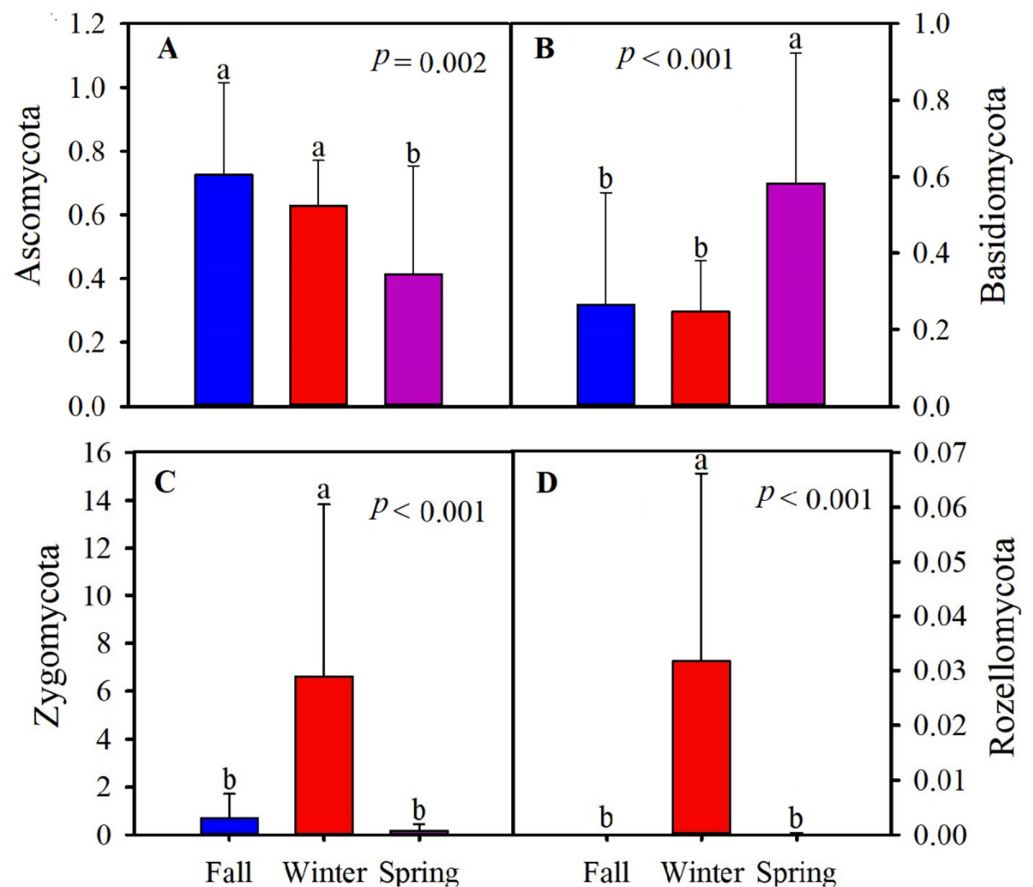 1.2
1.0
0.8
0.6
0.4
0.2
0.0
Ascomycota
A
p = 0.002
a
a
b
B
p < 0.001
b
b
a
1.0
0.8
0.6
0.4
0.2
0.0
Basidiomycota
16
14
12
10
8
6
4
2
0
Zygomycota
C
p < 0.001
b
a
b
D
p < 0.001
b
a
b
0.07
0.06
0.05
0.04
0.03
0.02
0.01
0.00
Rozellomycota
Fall Winter Spring Fall Winter Spring